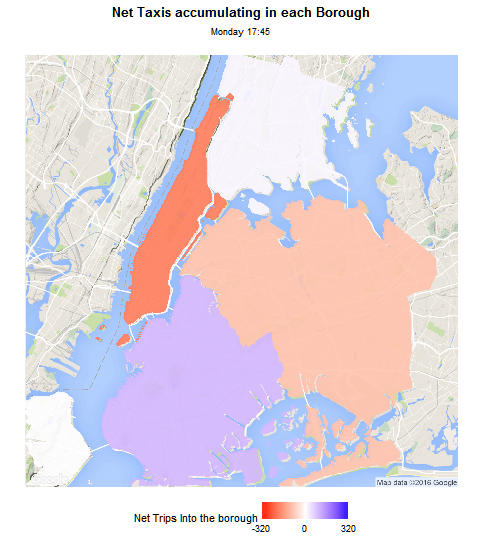 Net Taxis accumulating in each Borough
Monday 17:45
Map data ©2016 Google
Net Trips Into the borough
-320 0 320